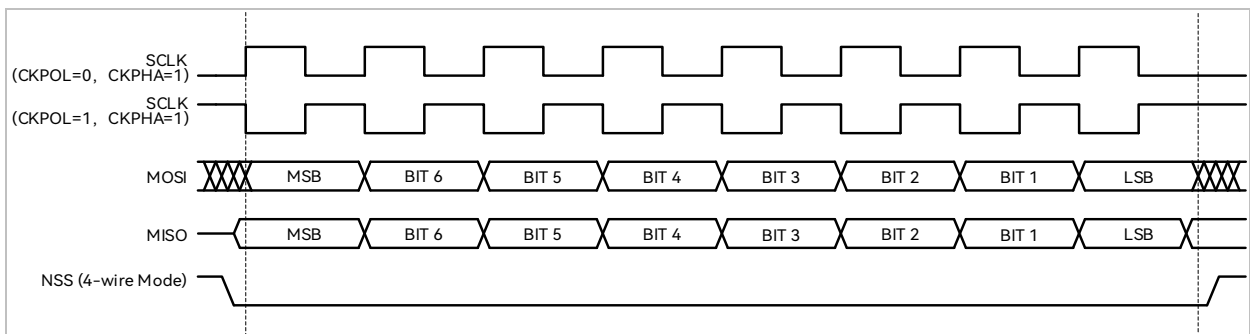 SCLK
(CKPOL=0, CKPHA=1)
SCLK
(CKPOL=1, CKPHA=1)
MOSI MSB BIT 6 BIT 5 BIT 4 BIT 3 BIT 2 BIT 1 LSB
MISO MSB BIT 6 BIT 5 BIT 4 BIT 3 BIT 2 BIT 1 LSB
NSS (4-wire Mode)